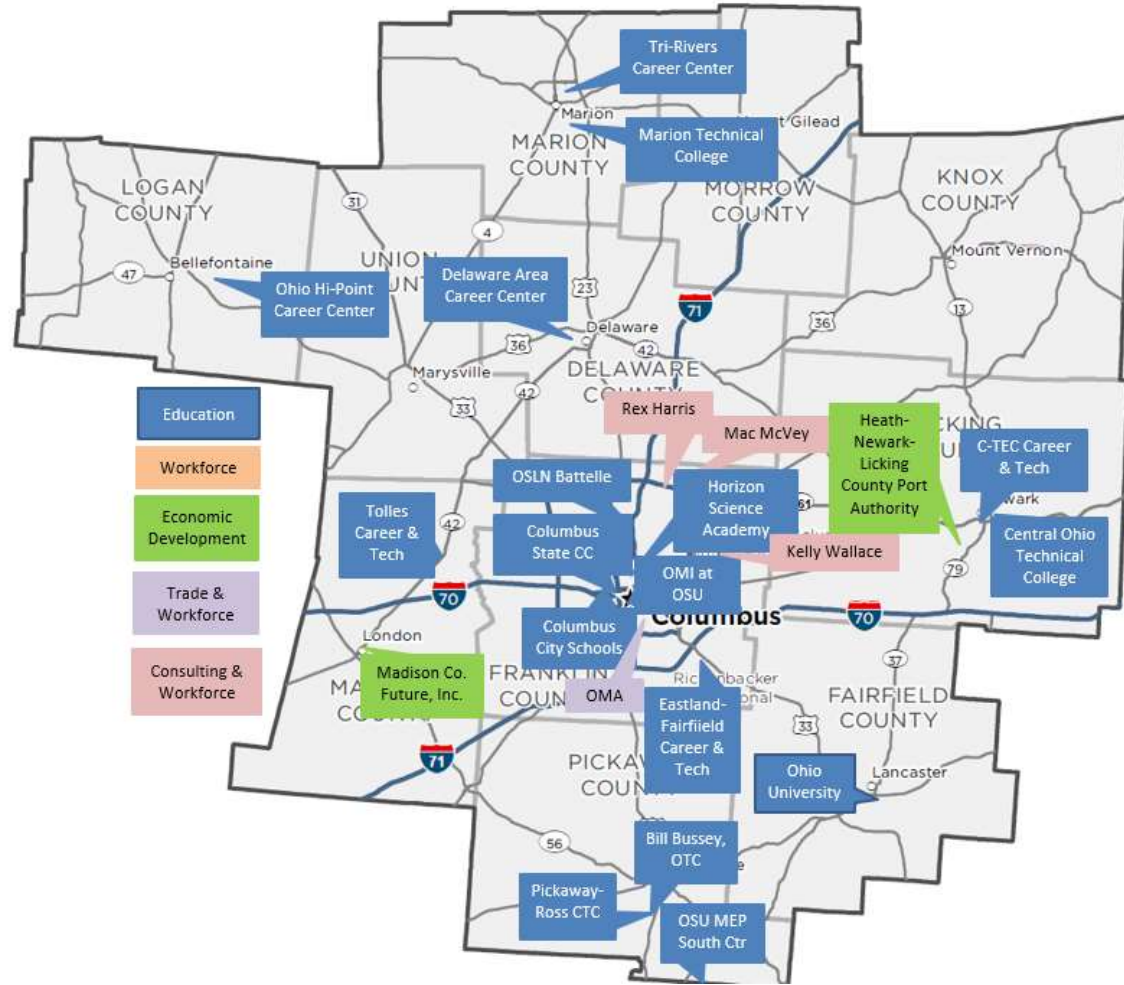 Tri-Rivers
Career Center
Marion
Marion Technical
College
Gilead
MARION
COUNTY
MORROW
COUNTY
LOGAN
COUNTY
KNOX
COUNTY
31
4
Mount Vernon
Bellefontaine
47
UNION
Ohio Hi-Point
Career Center
Delaware Area
Career Center
23
71
13
36
Delaware
36
42
DELAWARE
COUNTY
Marysville
33
42
Education
Workforce
Economic
Development
Trade &
Workforce
Consulting &
Workforce
Rex Harris
Mac McVey
Heath-
Newark-
Licking
County Port
Authority
C-TEC Career
& Tech
OSLN Battelle
Horizon
Science
Academy
61
Tolles
Career &
Tech
42
Columbus
State CC
Kelly Wallace
Central Ohio
Technical
College
79
OMI at
OSU
70
Columbus
70
Columbus
City Schools
London
Madison Co.
Future, Inc.
FRANKLIN
OMA
37
FAIRFIELD
COUNTY
Eastland-
Fairfiield
Career &
Tech
33
71
Ohio
University
Lancaster
56
Bill Bussey,
OTC
Pickaway-
Ross CTC
OSU MEP
South Ctr